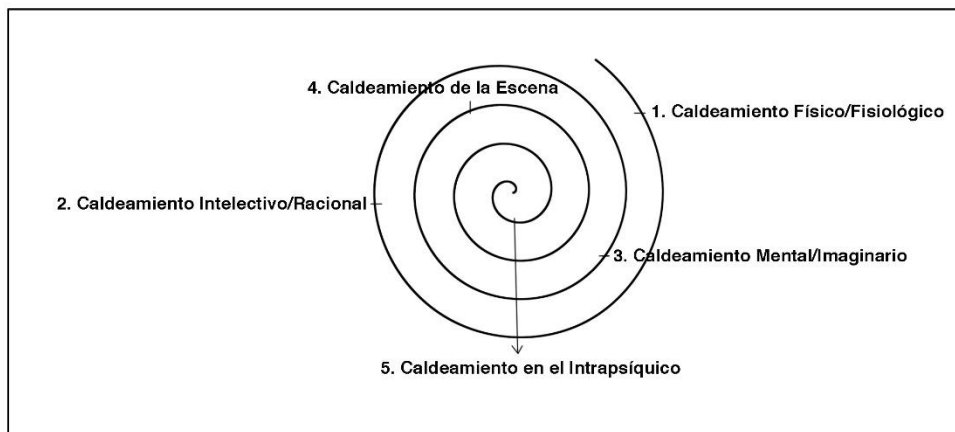 4. Caldeamiento de la Escena
1. Caldeamiento Físico/Fisiológico
2. Caldeamiento Intelectivo/Racional
3. Caldeamiento Mental/Imaginario
5. Caldeamiento en el Intrapsíquico